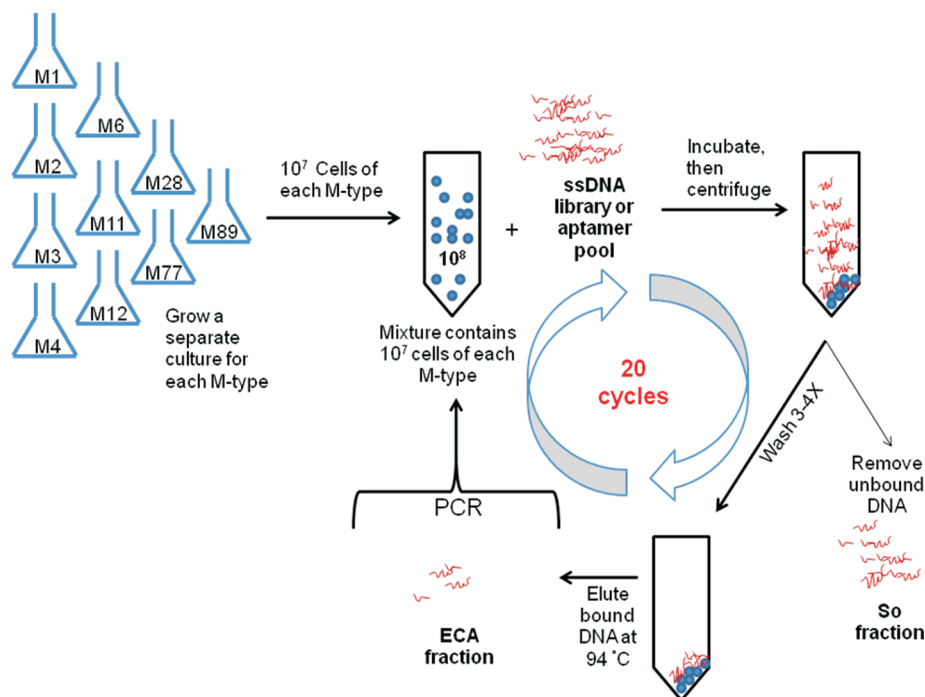 M1
M6
M2
M28
M11
M89
M3
M77
M12
M4
Grow a
separate
culture for
each M-type
10⁷ Cells of
each M-type
10⁸
Mixture contains
10⁷ cells of each
M-type
+
ssDNA
library or
aptamer
pool
Incubate,
then
centrifuge
20
cycles
Wash 3-4X
Remove
unbound
DNA
So
fraction
Elute
bound
DNA at
94 ˚C
ECA
fraction
PCR